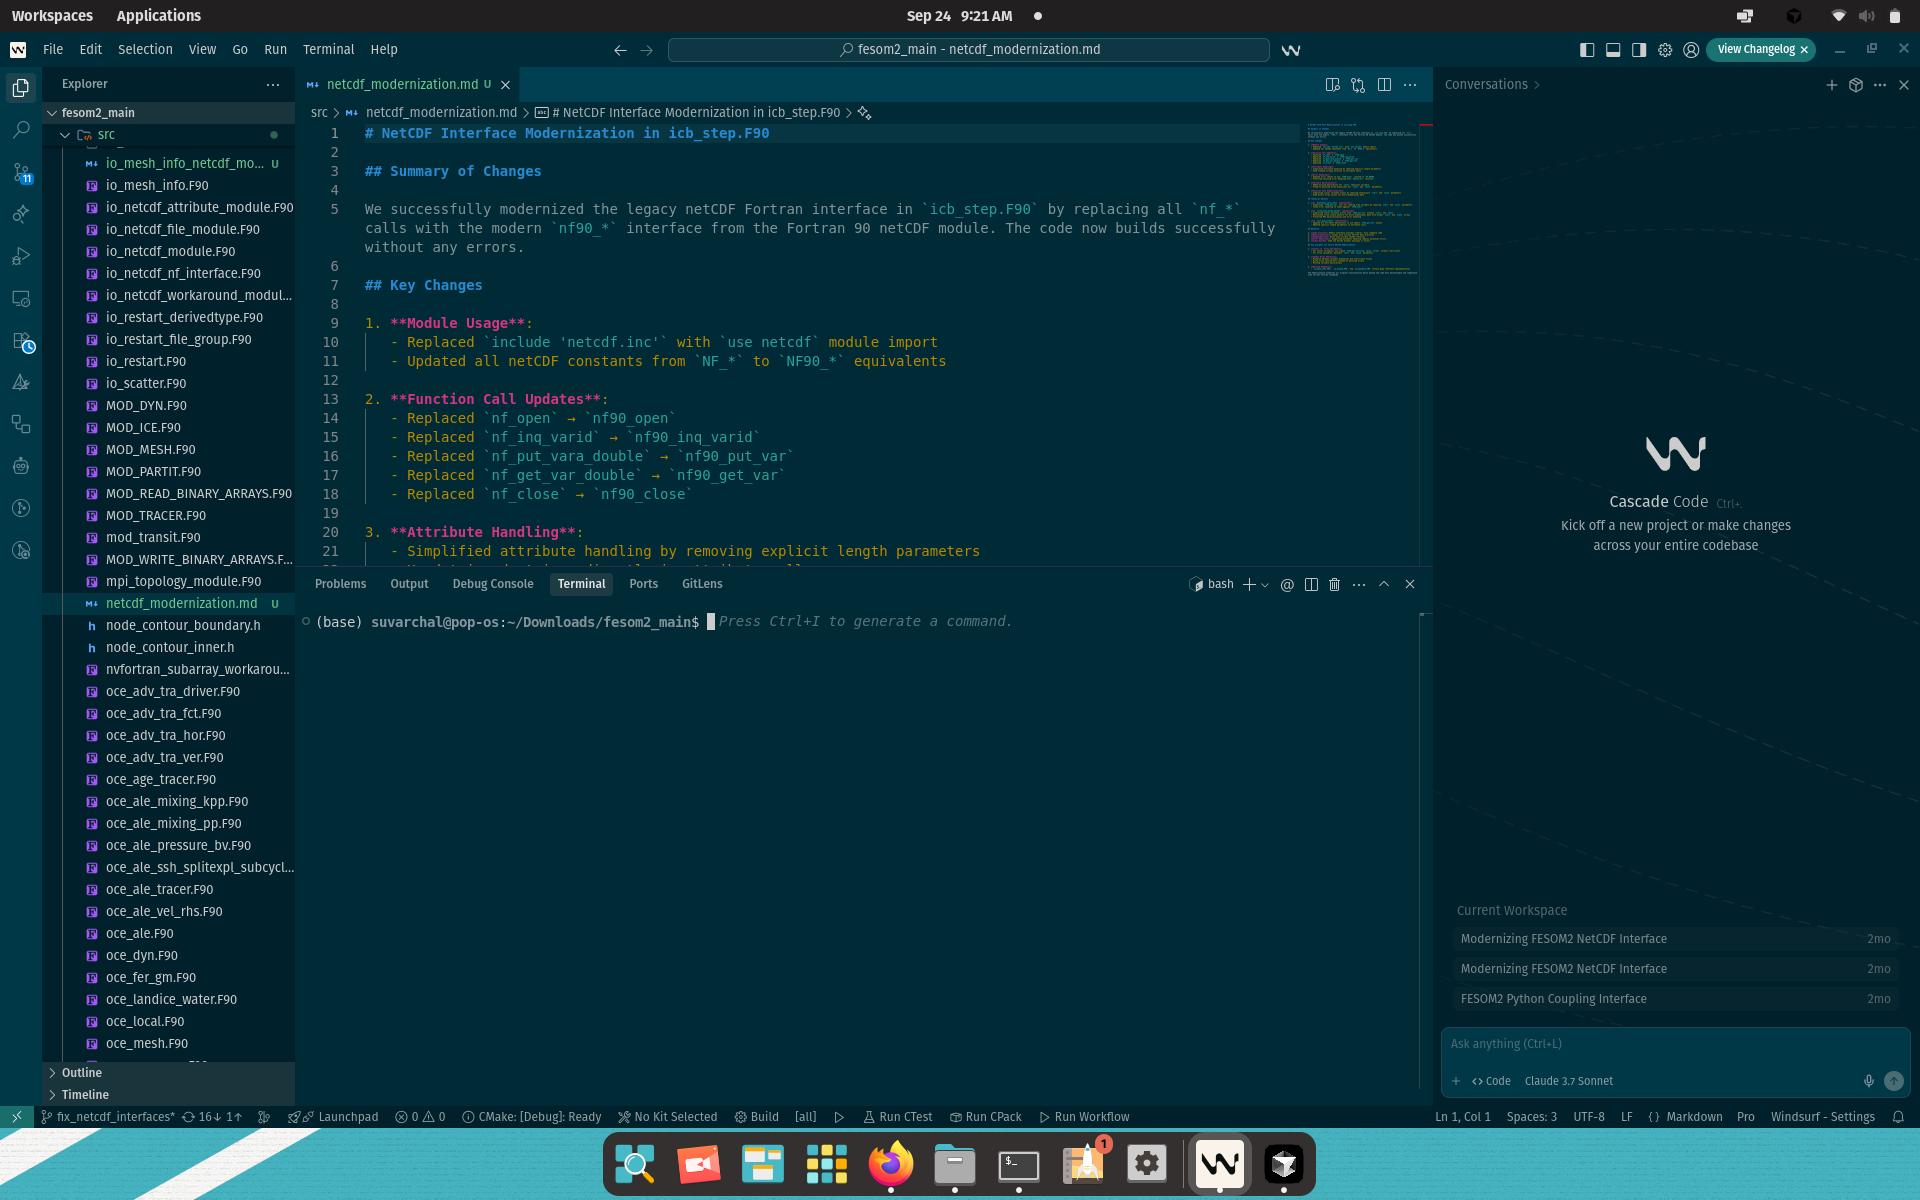 Workspaces Applications Sep 24 9:21 AM
File Edit Selection View Go Run Terminal Help fesom2_main - netcdf_modernization.md View Changelog
Explorer
fesom2_main
src
io_mesh_info_netcdf_mo... U
io_mesh_info.F90
io_netcdf_attribute_module.F90
io_netcdf_file_module.F90
io_netcdf_module.F90
io_netcdf_nf_interface.F90
io_netcdf_workaround_modul...
io_restart_derivedtype.F90
io_restart_file_group.F90
io_restart.F90
io_scatter.F90
MOD_DYN.F90
MOD_ICE.F90
MOD_MESH.F90
MOD_PARTIT.F90
MOD_READ_BINARY_ARRAYS.F90
MOD_TRACER.F90
mod_transit.F90
MOD_WRITE_BINARY_ARRAYS.F...
mpi_topology_module.F90
netcdf_modernization.md U
node_contour_boundary.h
node_contour_inner.h
nvfortran_subarray_workarou...
oce_adv_tra_driver.F90
oce_adv_tra_fct.F90
oce_adv_tra_hor.F90
oce_adv_tra_ver.F90
oce_age_tracer.F90
oce_ale_mixing_kpp.F90
oce_ale_mixing_pp.F90
oce_ale_pressure_bv.F90
oce_ale_ssh_splitexpl_subcycl...
oce_ale_tracer.F90
oce_ale_vel_rhs.F90
oce_ale.F90
oce_dyn.F90
oce_fer_gm.F90
oce_landice_water.F90
oce_local.F90
oce_mesh.F90
Outline
Timeline
11
netcdf_modernization.md U
src > netcdf_modernization.md > # NetCDF Interface Modernization in icb_step.F90 >
1 # NetCDF Interface Modernization in icb_step.F90
2
3 ## Summary of Changes
4
5 We successfully modernized the legacy netCDF Fortran interface in `icb_step.F90` by replacing all `nf_*`
calls with the modern `nf90_*` interface from the Fortran 90 netCDF module. The code now builds successfully
without any errors.
6
7 ## Key Changes
8
9 1. **Module Usage**:
10 - Replaced `include 'netcdf.inc'` with `use netcdf` module import
11 - Updated all netCDF constants from `NF_*` to `NF90_*` equivalents
12
13 2. **Function Call Updates**:
14 - Replaced `nf_open` → `nf90_open`
15 - Replaced `nf_inq_varid` → `nf90_inq_varid`
16 - Replaced `nf_put_vara_double` → `nf90_put_var`
17 - Replaced `nf_get_var_double` → `nf90_get_var`
18 - Replaced `nf_close` → `nf90_close`
19
20 3. **Attribute Handling**:
21 - Simplified attribute handling by removing explicit length parameters
Problems Output Debug Console Terminal Ports GitLens bash
(base) suvarchal@pop-os:~/Downloads/fesom2_main$ Press Ctrl+I to generate a command.
Conversations >
Cascade Code Ctrl+.
Kick off a new project or make changes
across your entire codebase
Current Workspace
Modernizing FESOM2 NetCDF Interface 2mo
Modernizing FESOM2 NetCDF Interface 2mo
FESOM2 Python Coupling Interface 2mo
Ask anything (Ctrl+L)
+ <> Code Claude 3.7 Sonnet
fix_netcdf_interfaces* 16↓ 1↑ Launchpad 0 0 CMake: [Debug]: Ready No Kit Selected Build [all] Run CTest Run CPack Run Workflow Ln 1, Col 1 Spaces: 3 UTF-8 LF {} Markdown Pro Windsurf - Settings
$_
1